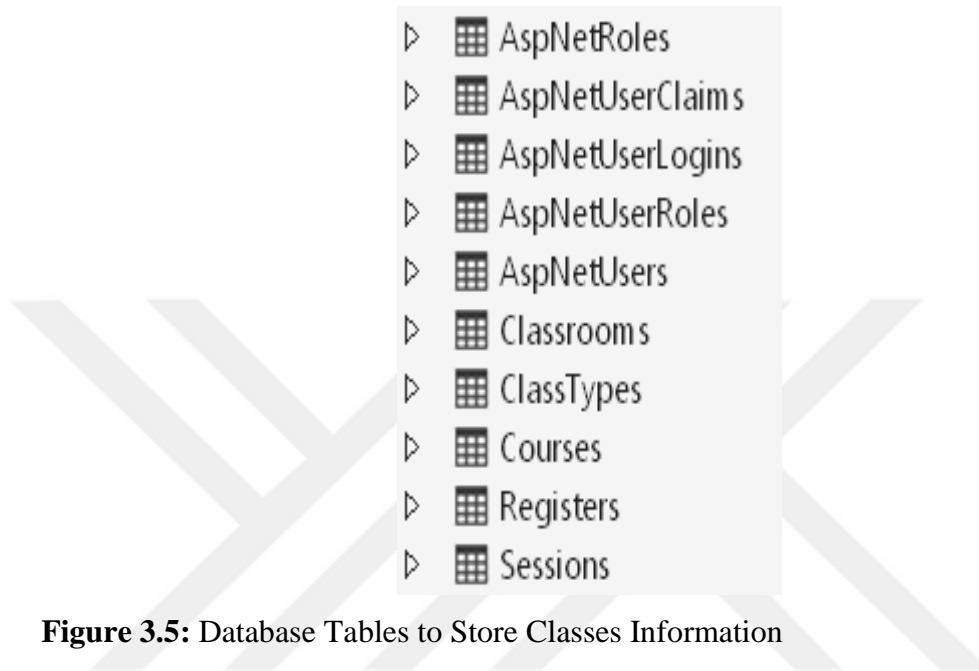 AspNetRoles
AspNetUserClaims
AspNetUserLogins
AspNetUserRoles
AspNetUsers
Classrooms
ClassTypes
Courses
Registers
Sessions
Figure 3.5: Database Tables to Store Classes Information